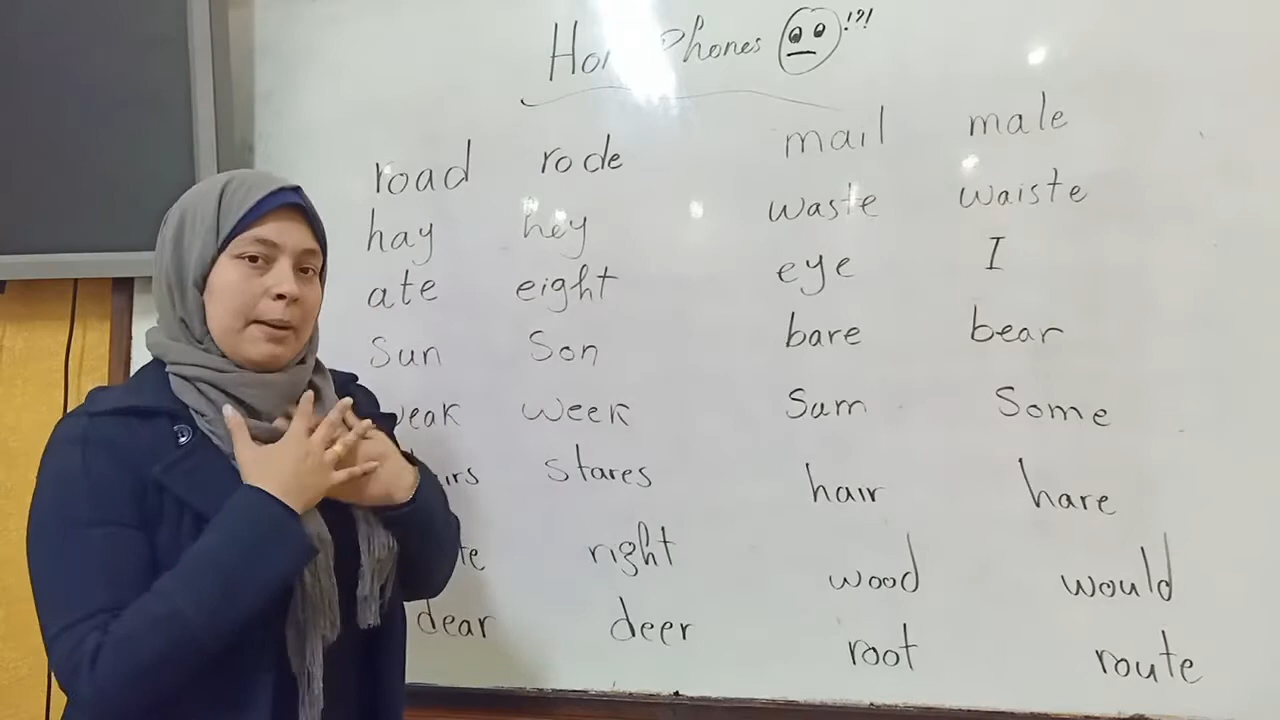 Phones !?!
road rode mail male
hay hey waste waiste
ate eight eye I
Sun Son bare bear
week Sum Some
stares hair hare
right wood would
dear deer root route